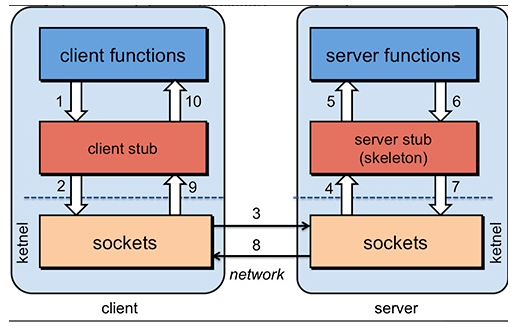 client functions
server functions
1
10
5
6
client stub
server stub
(skeleton)
2
9
4
7
3
ketnel
sockets
sockets
ketnel
8
network
client
server